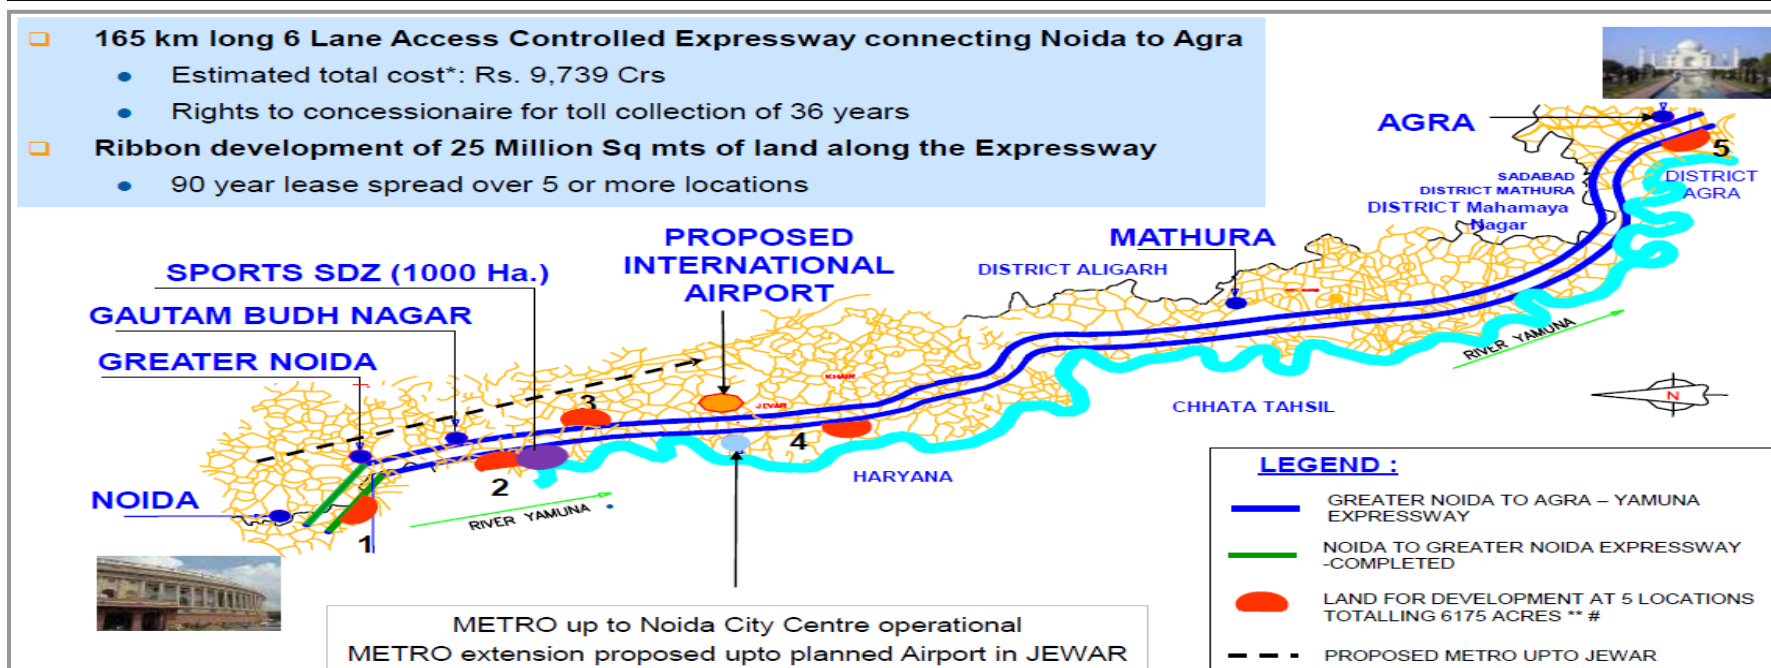 165 km long 6 Lane Access Controlled Expressway connecting Noida to Agra
Estimated total cost*: Rs. 9,739 Crs
Rights to concessionaire for toll collection of 36 years
Ribbon development of 25 Million Sq mts of land along the Expressway
90 year lease spread over 5 or more locations
AGRA
5
SADABAD
DISTRICT MATHURA
DISTRICT Mahamaya
Nagar
DISTRICT
AGRA
PROPOSED
INTERNATIONAL
AIRPORT
MATHURA
DISTRICT ALIGARH
SPORTS SDZ (1000 Ha.)
GAUTAM BUDH NAGAR
GREATER NOIDA
RIVER YAMUNA
KHAIR
JEVAR
3
4
CHHATA TAHSIL
N
HARYANA
2
NOIDA
RIVER YAMUNA
1
LEGEND :
GREATER NOIDA TO AGRA – YAMUNA
EXPRESSWAY
NOIDA TO GREATER NOIDA EXPRESSWAY
-COMPLETED
LAND FOR DEVELOPMENT AT 5 LOCATIONS
TOTALLING 6175 ACRES ** #
PROPOSED METRO UPTO JEWAR
METRO up to Noida City Centre operational
METRO extension proposed upto planned Airport in JEWAR